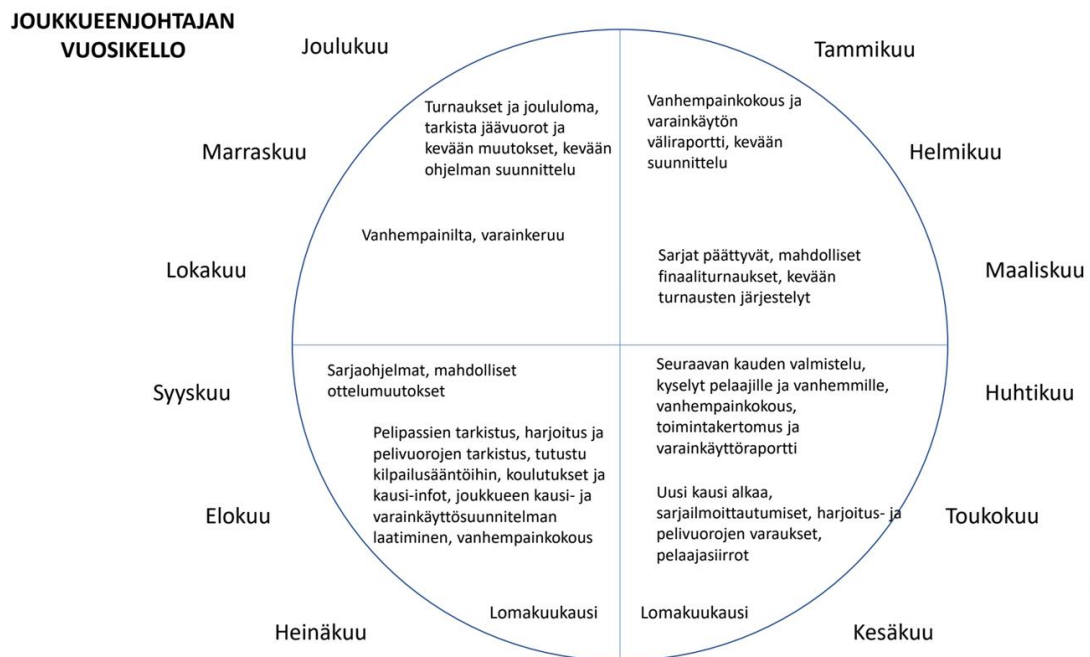 JOUKKUEENJOHTAJAN
VUOSIKELLO
Joulukuu
Tammikuu
Turnaukset ja joululoma,
tarkista jäävuorot ja
kevään muutokset, kevään
ohjelman suunnittelu
Vanhempainkokous ja
varainkäytön
väliraportti, kevään
suunnittelu
Marraskuu
Helmikuu
Vanhempainilta, varainkeruu
Lokakuu
Sarjat päättyvät, mahdolliset
finaaliturnaukset, kevään
turnausten järjestelyt
Maaliskuu
Syyskuu
Sarjaohjelmat, mahdolliset
ottelumuutokset
Seuraavan kauden valmistelu,
kyselyt pelaajille ja vanhemmille,
vanhempainkokous,
toimintakertomus ja
varainkäyttöraportti
Huhtikuu
Pelipassien tarkistus, harjoitus ja
pelivuorojen tarkistus, tutustu
kilpailusääntöihin, koulutukset ja
kausi-infot, joukkueen kausi- ja
varainkäyttösuunnitelman
laatiminen, vanhempainkokous
Elokuu
Uusi kausi alkaa,
sarjailmoittautumiset, harjoitus- ja
pelivuorojen varaukset,
pelaajasiirrot
Toukokuu
Lomakuukausi
Lomakuukausi
Heinäkuu
Kesäkuu